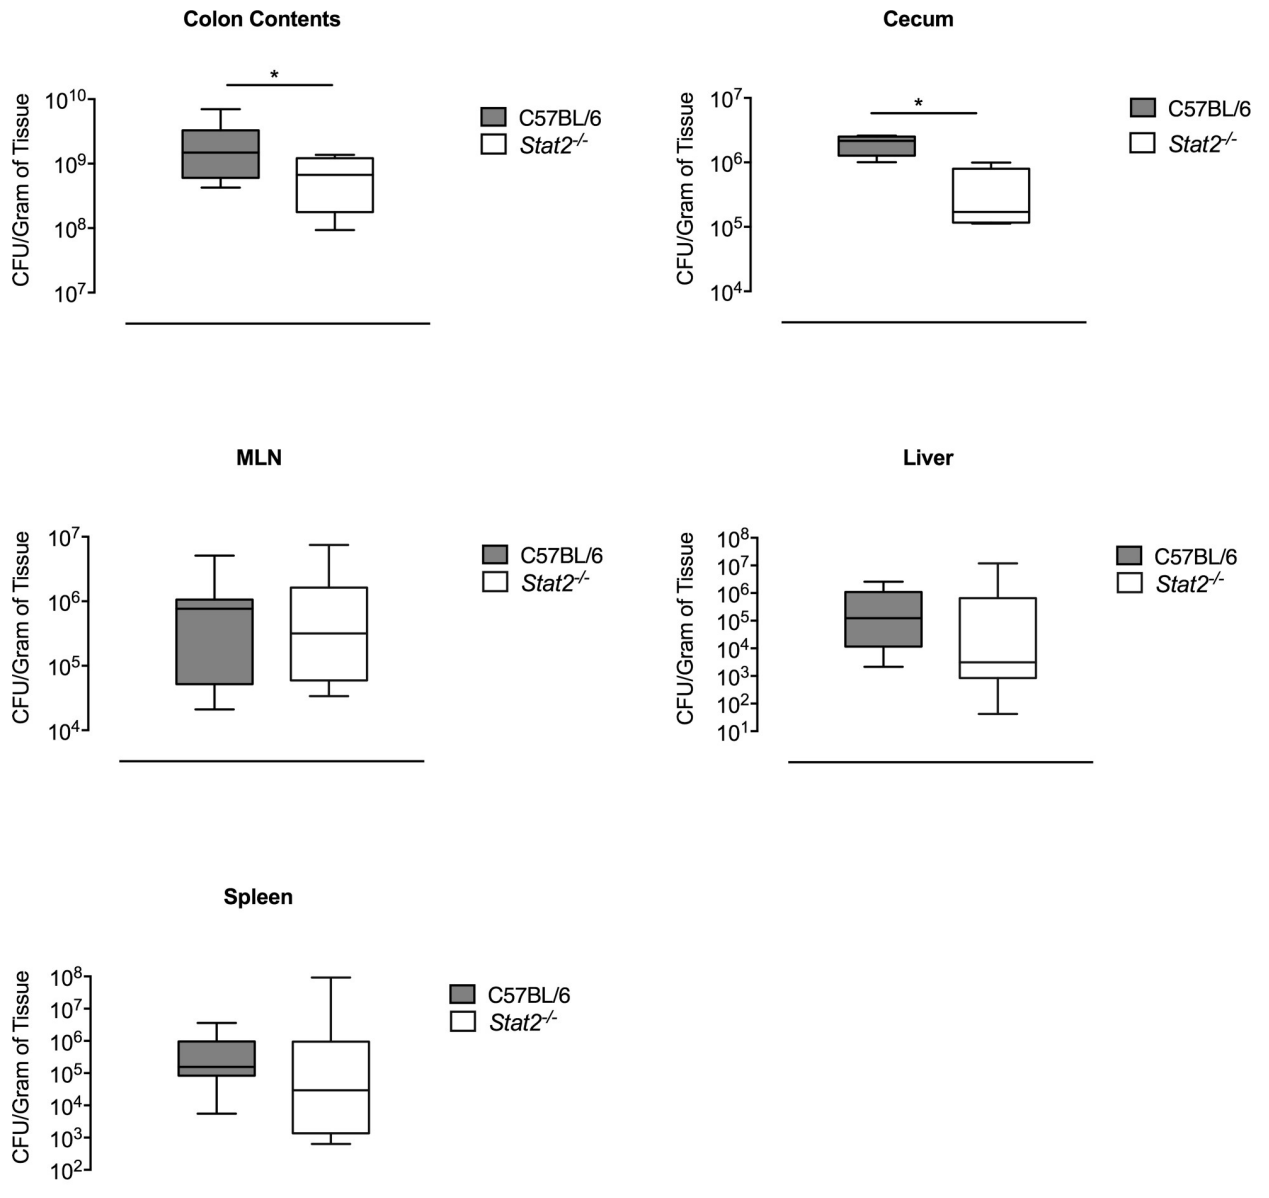 Colon Contents
*
CFU/Gram of Tissue
10^10
10^9
10^8
10^7
C57BL/6
Stat2-/-
Cecum
*
CFU/Gram of Tissue
10^7
10^6
10^5
10^4
C57BL/6
Stat2-/-
MLN
CFU/Gram of Tissue
10^7
10^6
10^5
10^4
C57BL/6
Stat2-/-
Liver
CFU/Gram of Tissue
10^8
10^7
10^6
10^5
10^4
10^3
10^2
10^1
C57BL/6
Stat2-/-
Spleen
CFU/Gram of Tissue
10^8
10^7
10^6
10^5
10^4
10^3
10^2
C57BL/6
Stat2-/-